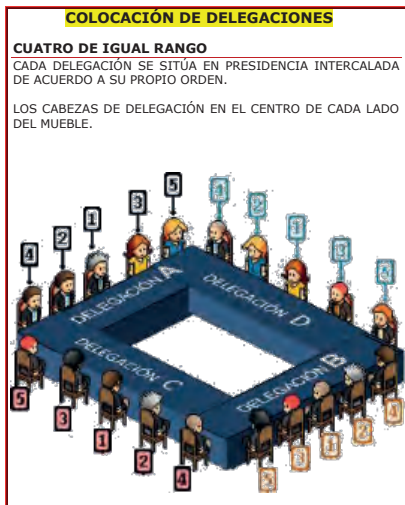 COLOCACIÓN DE DELEGACIONES
CUATRO DE IGUAL RANGO
CADA DELEGACIÓN SE SITÚA EN PRESIDENCIA INTERCALADA
DE ACUERDO A SU PROPIO ORDEN.
LOS CABEZAS DE DELEGACIÓN EN EL CENTRO DE CADA LADO
DEL MUEBLE.
4 2 1 3 5
4 2 1 3 5
DELEGACIÓN A
DELEGACIÓN D
DELEGACIÓN C
DELEGACIÓN B
5 3 1 2 4
5 3 1 2 4